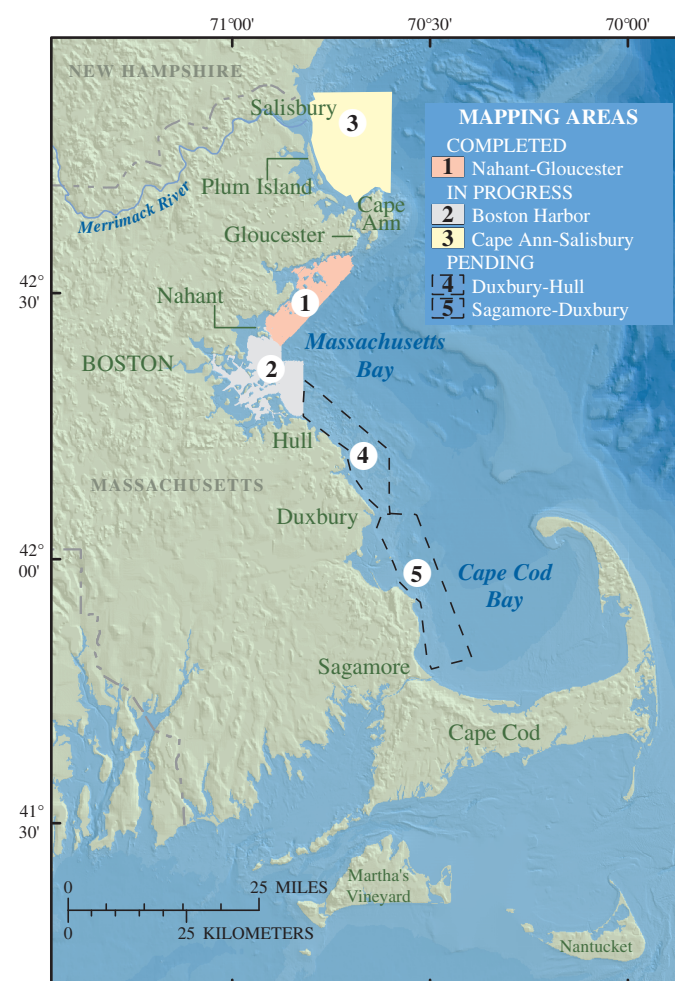 71°00'
70°30'
70°00'
NEW HAMPSHIRE
Salisbury
3
MAPPING AREAS
COMPLETED
1 Nahant-Gloucester
IN PROGRESS
2 Boston Harbor
3 Cape Ann-Salisbury
PENDING
4 Duxbury-Hull
5 Sagamore-Duxbury
Plum Island
Merrimack River
Cape
Ann
Gloucester
42°
30'
Nahant
1
Massachusetts
Bay
BOSTON
2
Hull
4
MASSACHUSETTS
Duxbury
42°
00'
5
Cape Cod
Bay
Sagamore
Cape Cod
41°
30'
Martha's
Vineyard
0 25 MILES
0 25 KILOMETERS
Nantucket